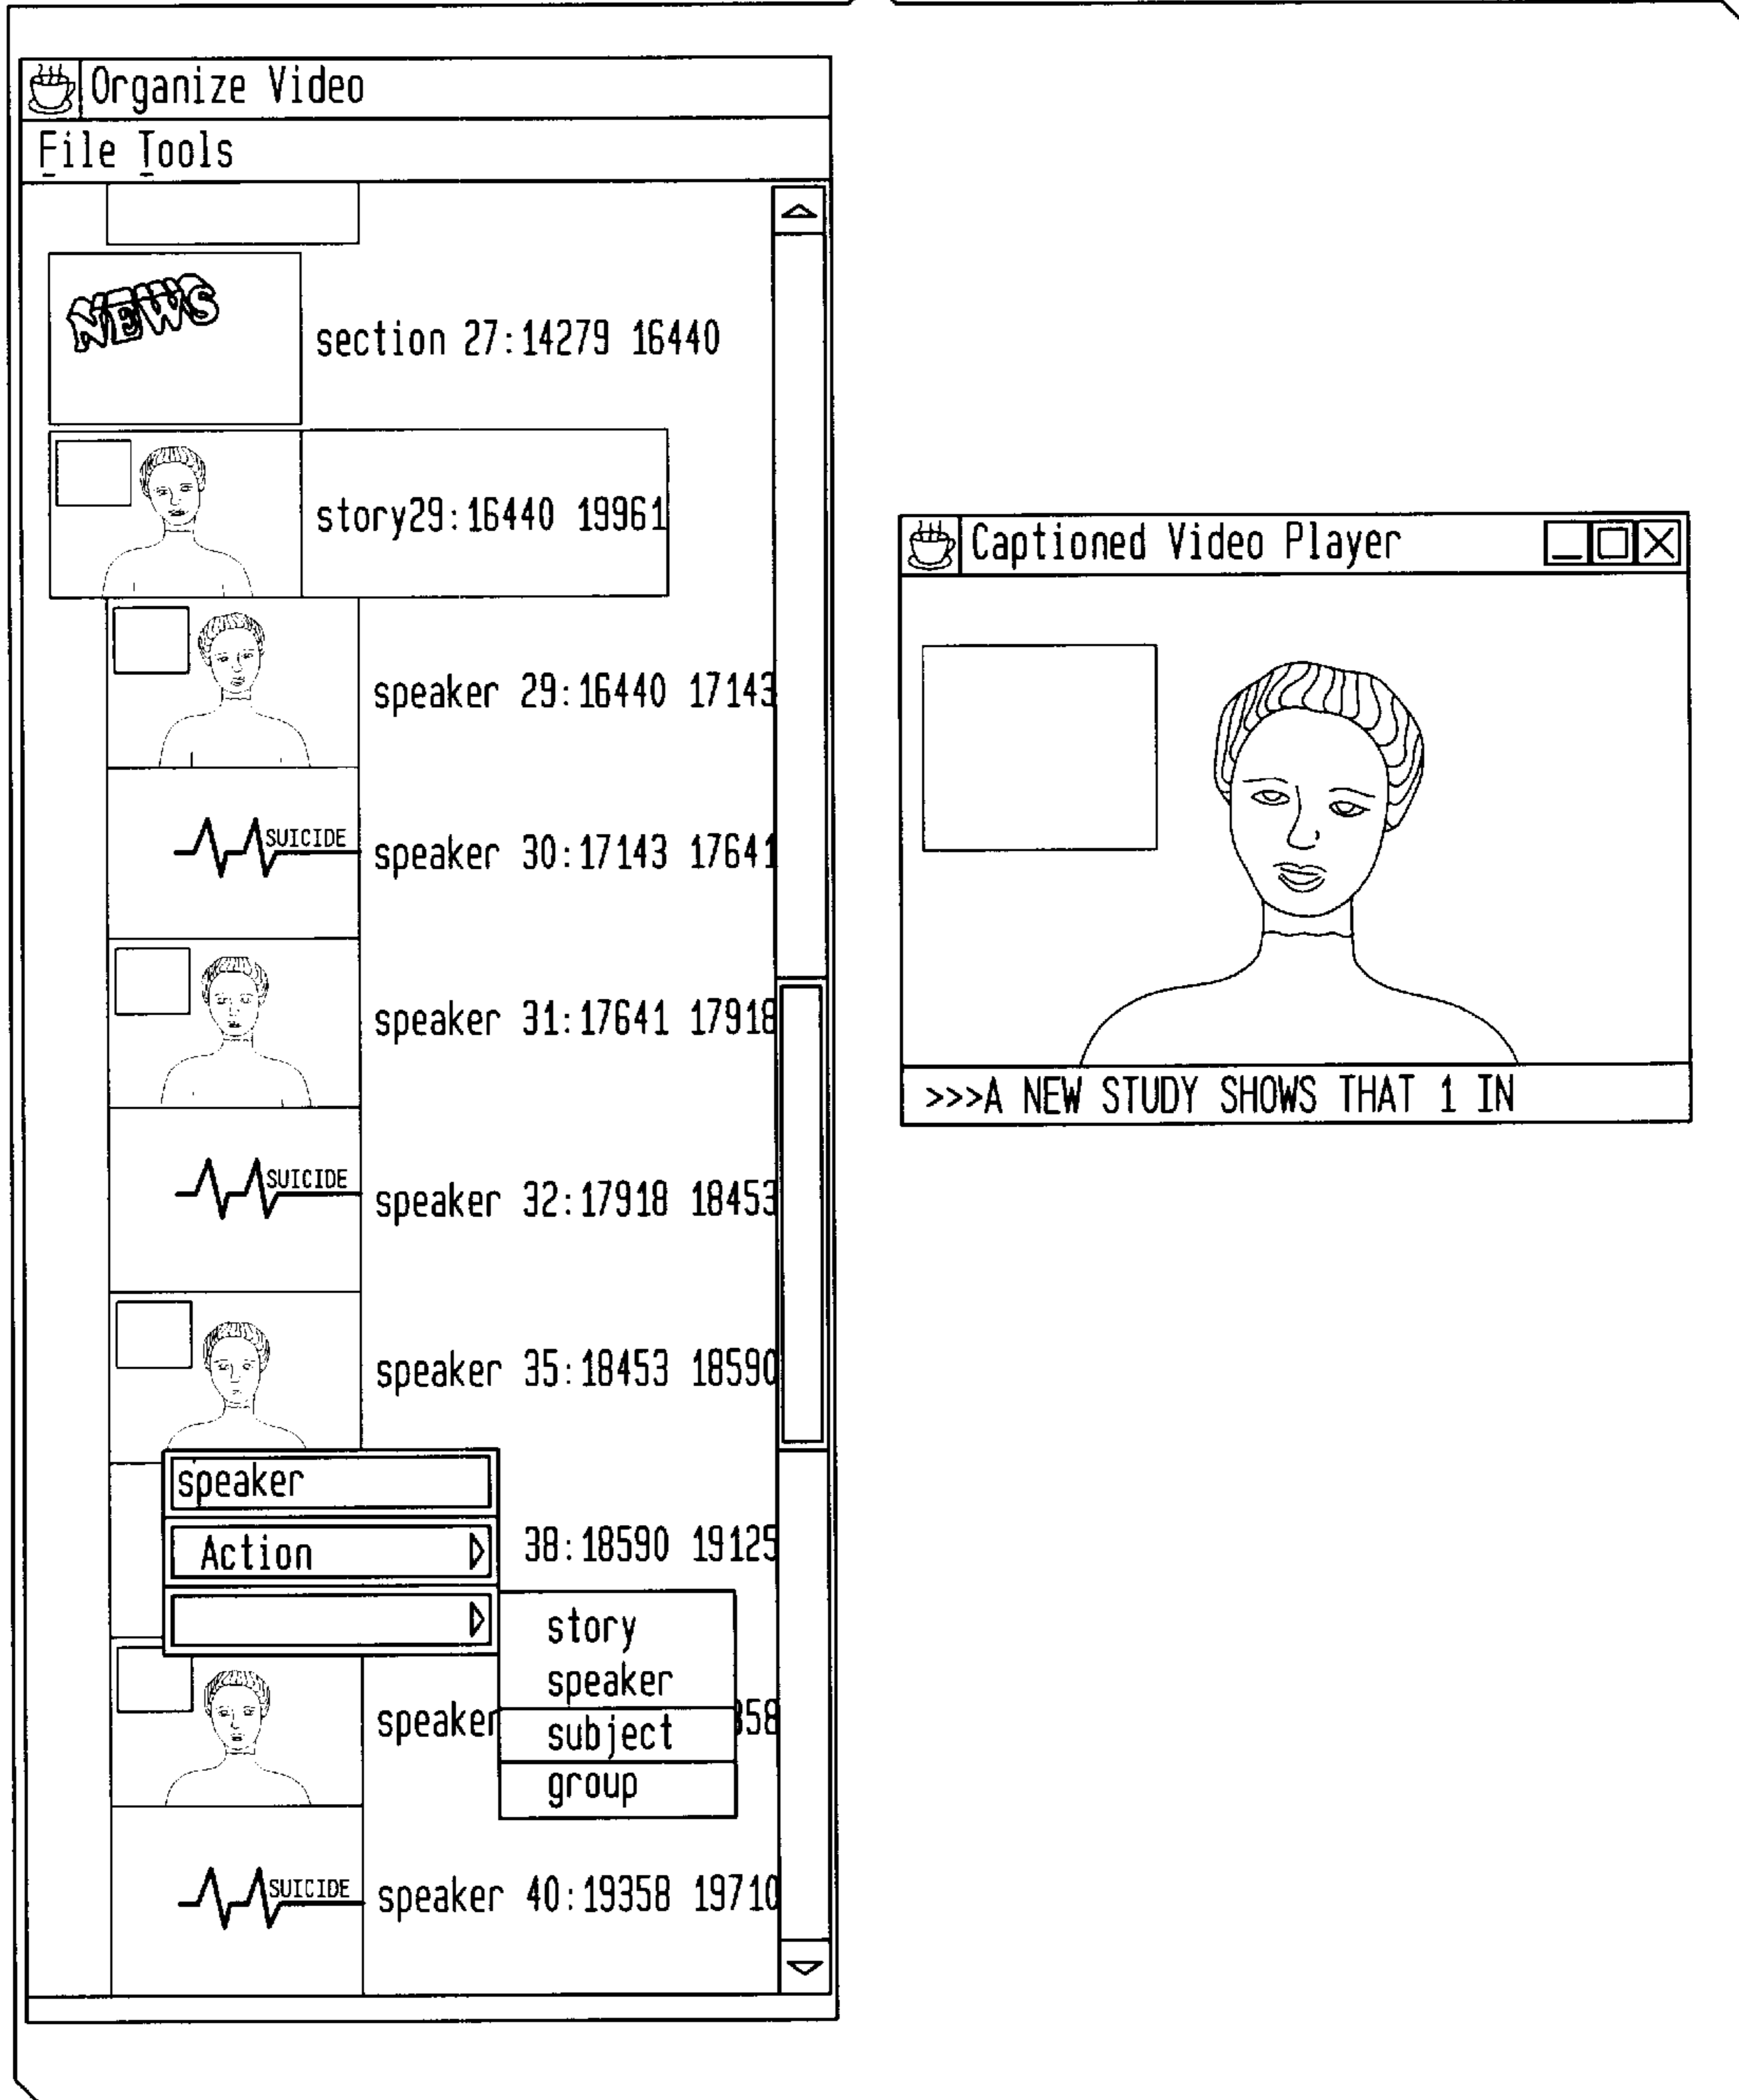 Organize Video
File Tools
NEWS
section 27:14279 16440
story29:16440 19961
speaker 29:16440 17143
SUICIDE
speaker 30:17143 17641
speaker 31:17641 17918
SUICIDE
speaker 32:17918 18453
speaker 35:18453 18590
speaker
Action
38:18590 19125
story
speaker
subject
group
speaker 358
SUICIDE
speaker 40:19358 19710
Captioned Video Player
>>>A NEW STUDY SHOWS THAT 1 IN